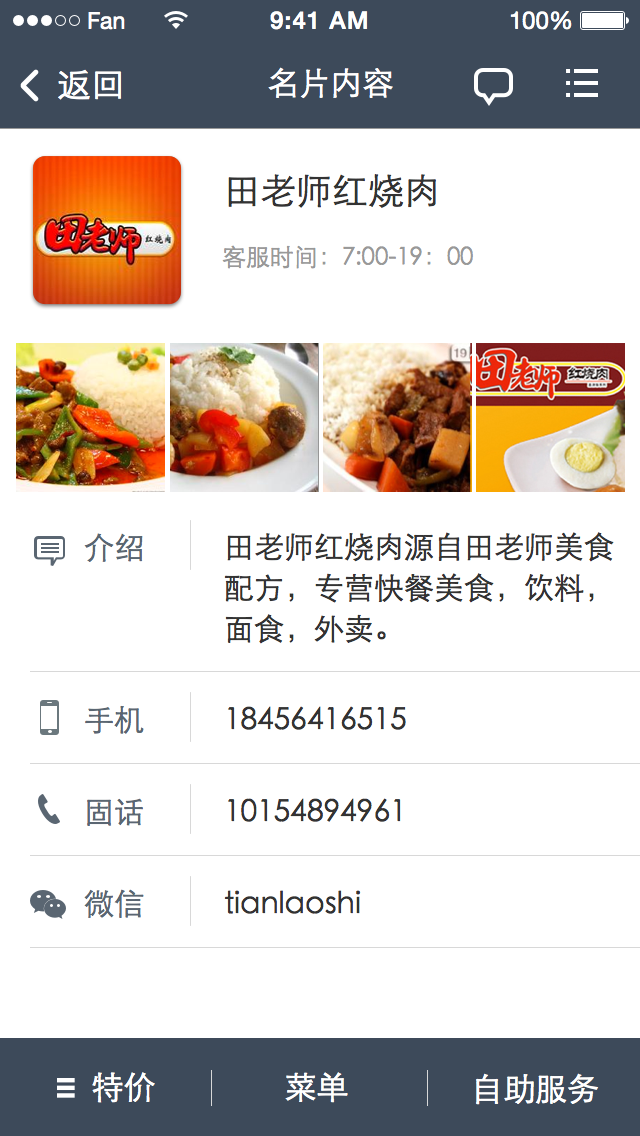 Fan 9:41 AM 100%
返回 名片内容
田老师红烧肉
田老师 红烧肉
客服时间：7:00-19：00
19
田老师 红烧肉
介绍 田老师红烧肉源自田老师美食
配方，专营快餐美食，饮料，
面食，外卖。
手机 18456416515
固话 10154894961
微信 tianlaoshi
特价 菜单 自助服务